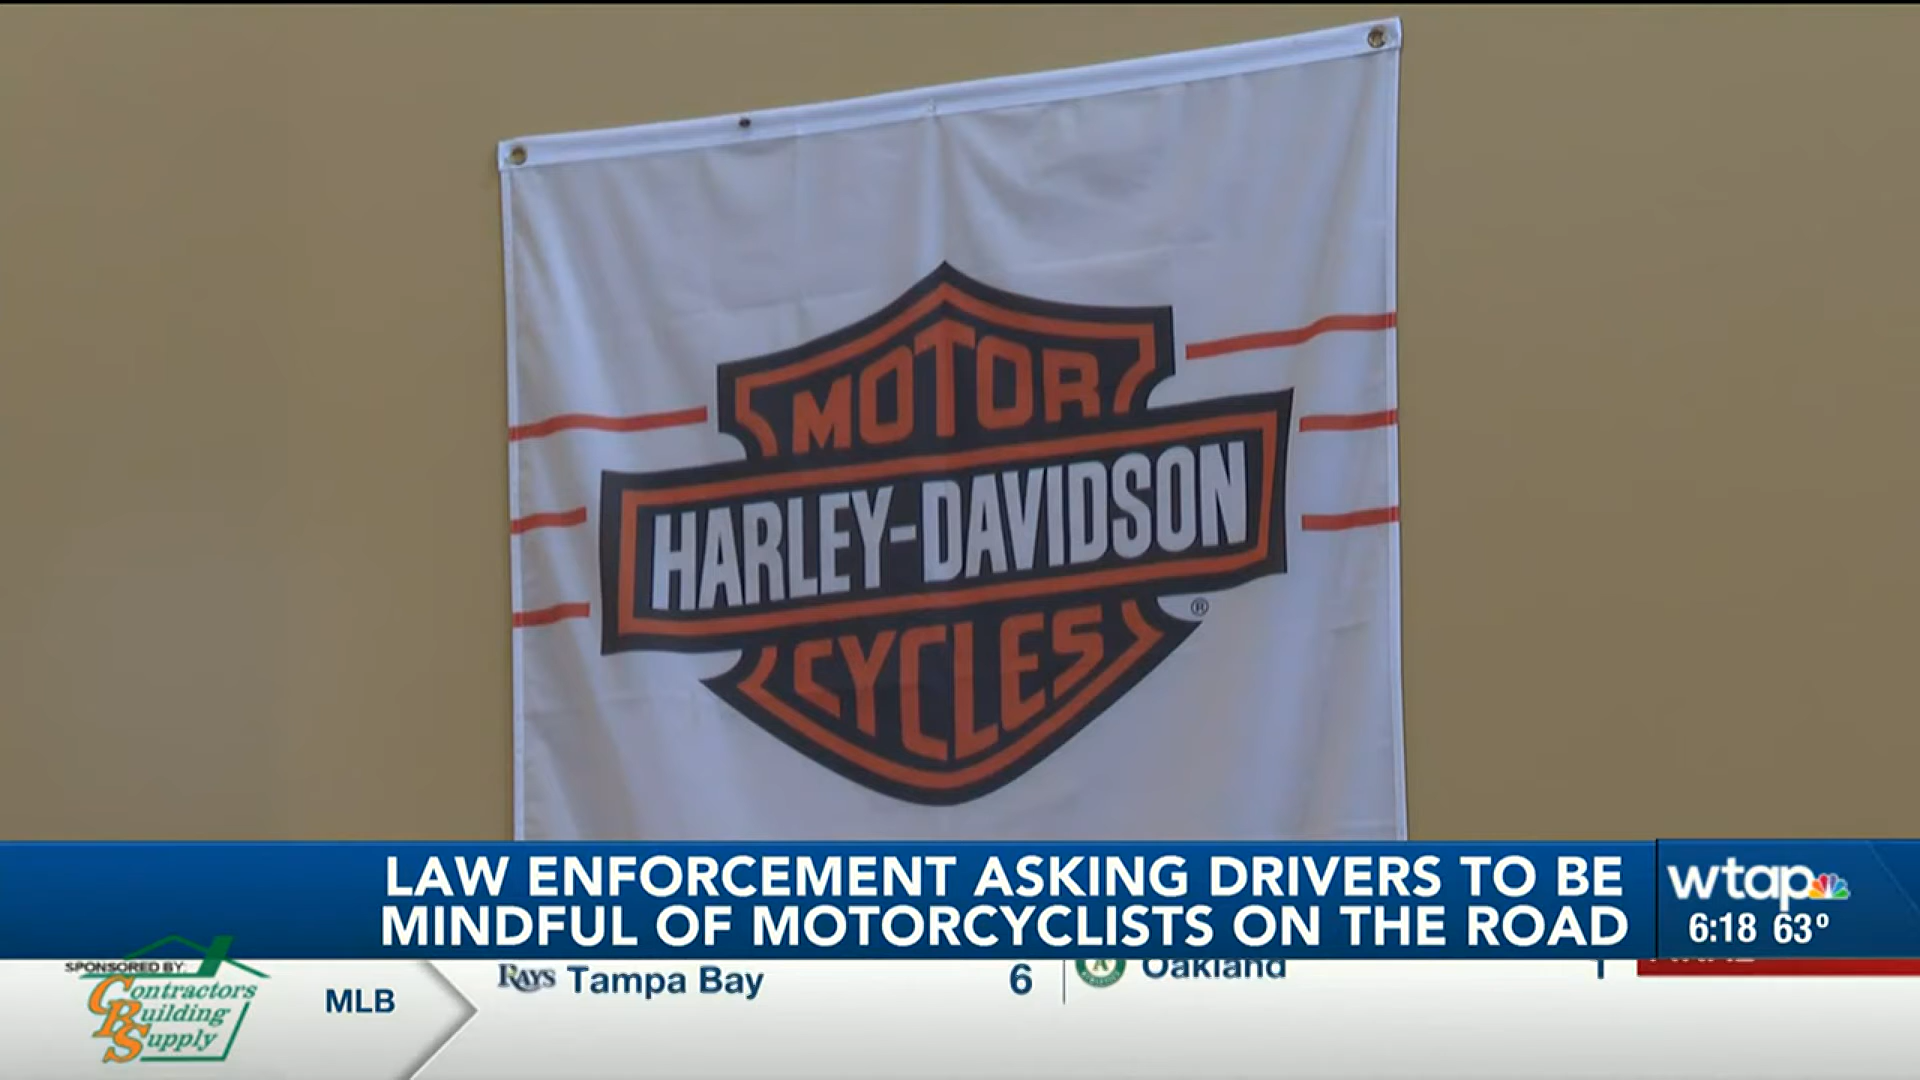 MOTOR
HARLEY-DAVIDSON
CYCLES
®
LAW ENFORCEMENT ASKING DRIVERS TO BE
MINDFUL OF MOTORCYCLISTS ON THE ROAD
wtap
6:18 63°
SPONSORED BY:
Contractors
Building
Supply
MLB
RAYS Tampa Bay 6
Oakland